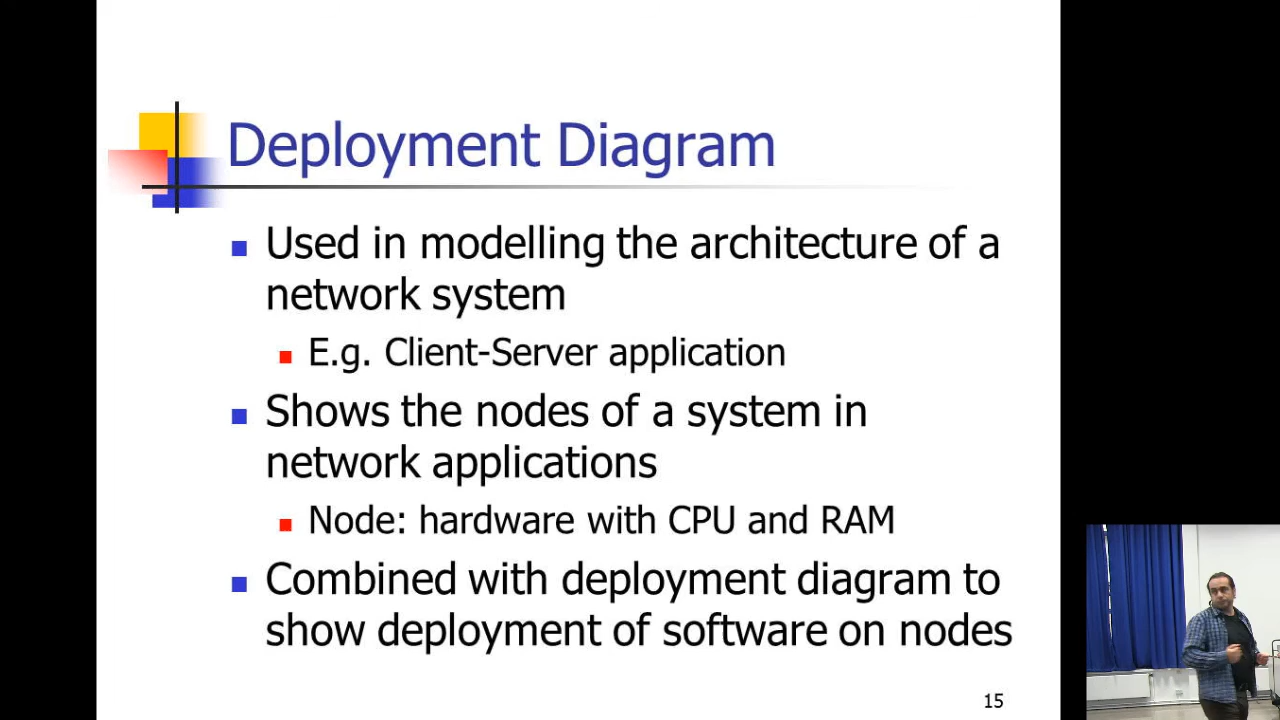 Deployment Diagram
Used in modelling the architecture of a
network system
E.g. Client-Server application
Shows the nodes of a system in
network applications
Node: hardware with CPU and RAM
Combined with deployment diagram to
show deployment of software on nodes
15